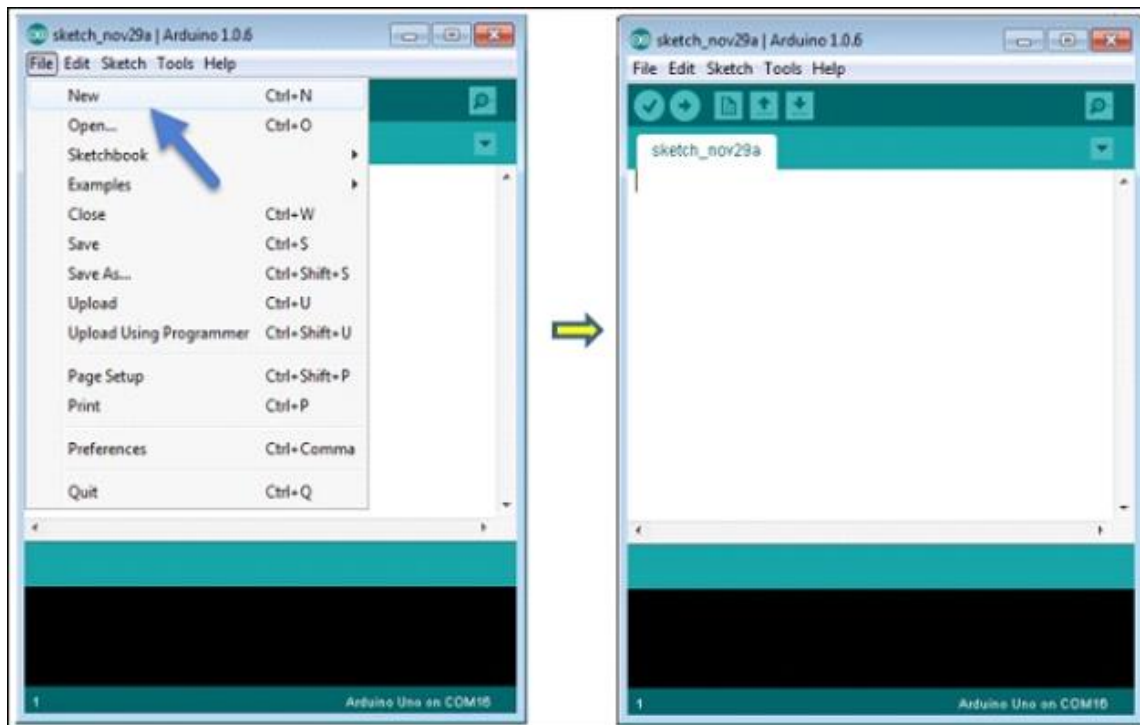 sketch_nov29a | Arduino 1.0.6
File Edit Sketch Tools Help
New Ctrl+N
Open... Ctrl+O
Sketchbook
Examples
Close Ctrl+W
Save Ctrl+S
Save As... Ctrl+Shift+S
Upload Ctrl+U
Upload Using Programmer Ctrl+Shift+U
Page Setup Ctrl+Shift+P
Print Ctrl+P
Preferences Ctrl+Comma
Quit Ctrl+Q
1 Arduino Uno on COM16
sketch_nov29a | Arduino 1.0.6
File Edit Sketch Tools Help
sketch_nov29a
1 Arduino Uno on COM16